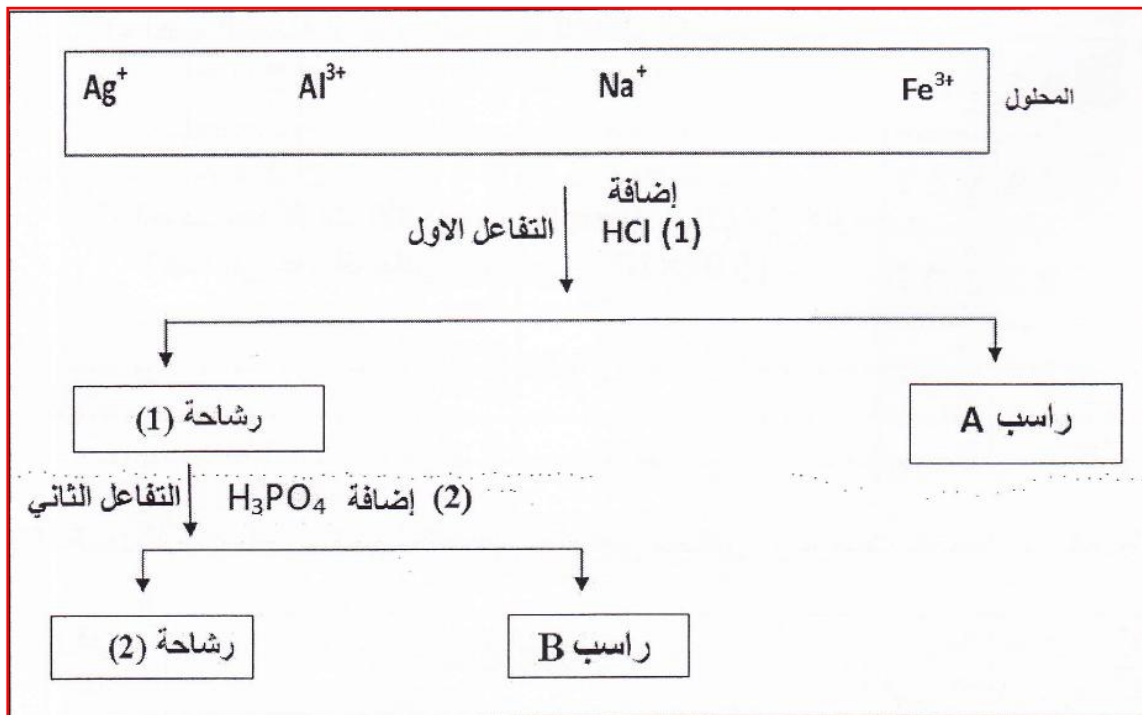 Ag⁺ Al³⁺ Na⁺ Fe³⁺ المحلول
إضافة
التفاعل الاول HCl (1)
رشاحة (1)
راسب A
التفاعل الثاني H₃PO₄ إضافة (2)
رشاحة (2)
راسب B